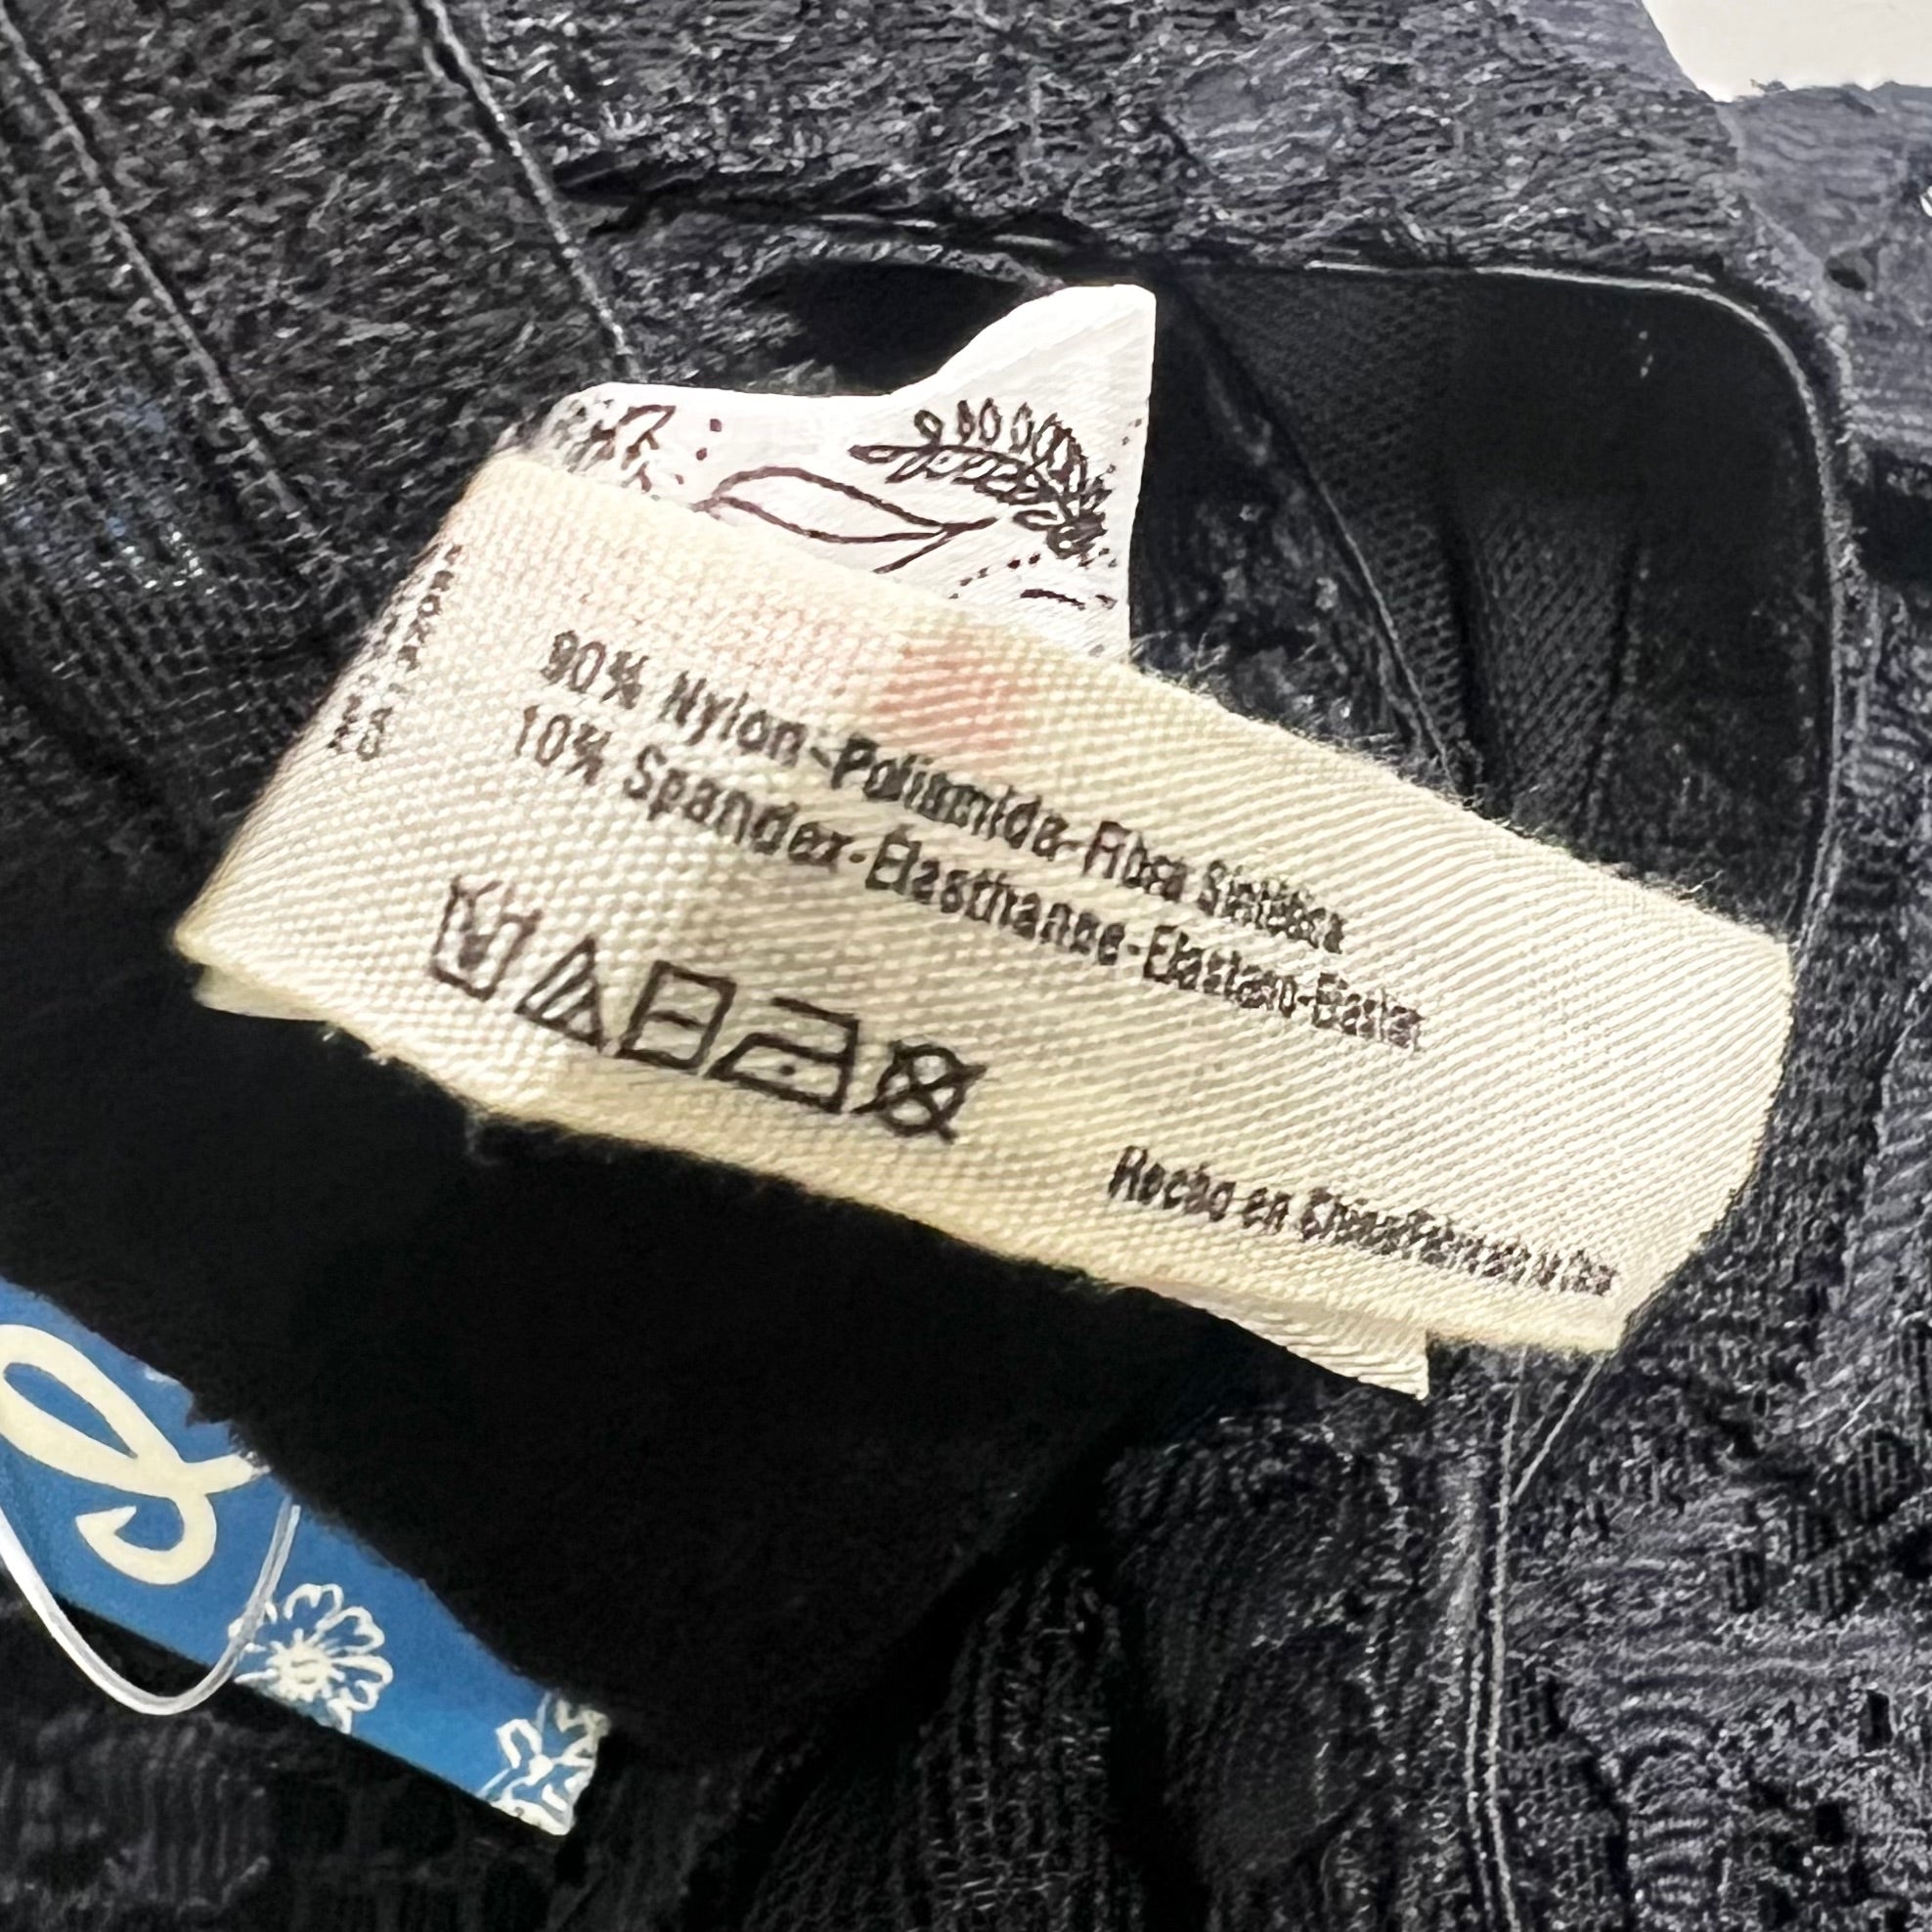 90% Nylon-Poliamida-Fibra Sintética
10% Spandex-Elasthanne-Elastano-Elastan
Hecho en China